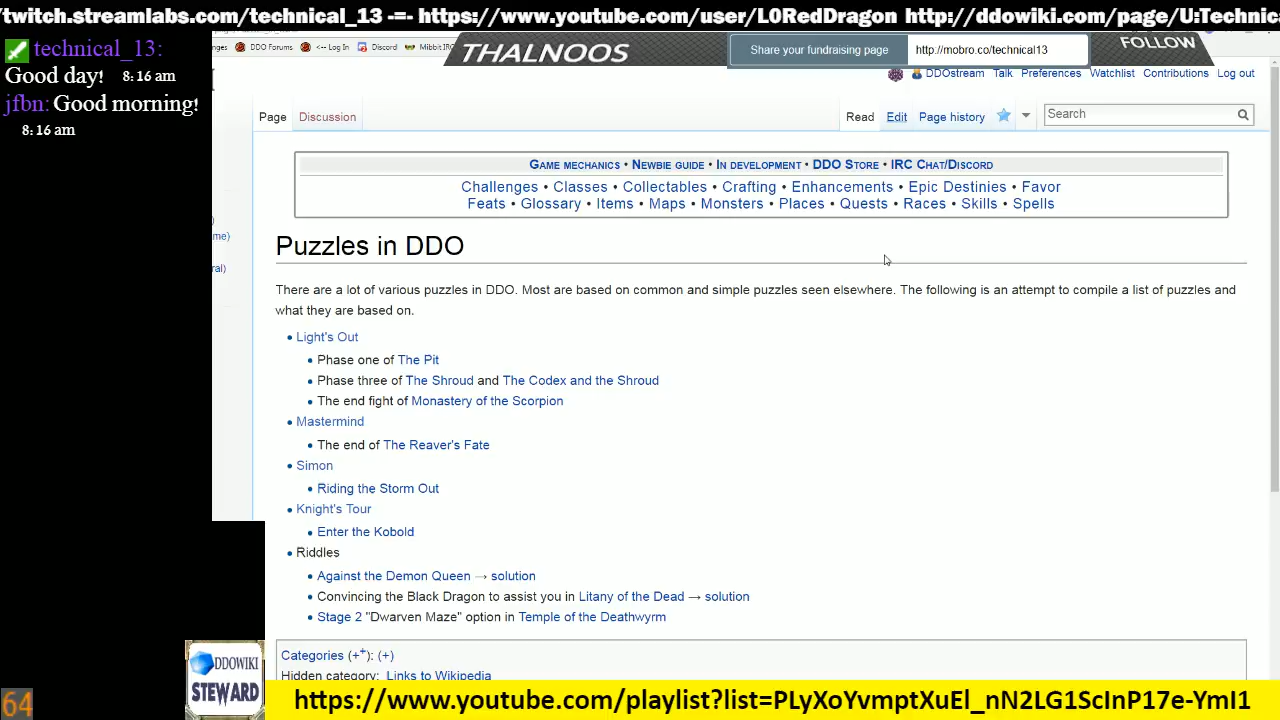 /twitch.streamlabs.com/technical_13 -=- https://www.youtube.com/user/L0RedDragon http://ddowiki.com/page/U:Technic
technical_13:
Good day! 8:16 am
jfbn: Good morning!
8:16 am
nges DDO Forums <-- Log In Discord Mibbit IR
THALNOOS
Share your fundraising page http://mobro.co/technical13
FOLLOW
DDOstream Talk Preferences Watchlist Contributions Log out
Page Discussion Read Edit Page history Search
GAME MECHANICS • NEWBIE GUIDE • IN DEVELOPMENT • DDO STORE • IRC CHAT/DISCORD
Challenges • Classes • Collectables • Crafting • Enhancements • Epic Destinies • Favor
Feats • Glossary • Items • Maps • Monsters • Places • Quests • Races • Skills • Spells
)
ame)
ral)
Puzzles in DDO
There are a lot of various puzzles in DDO. Most are based on common and simple puzzles seen elsewhere. The following is an attempt to compile a list of puzzles and
what they are based on.
• Light's Out
• Phase one of The Pit
• Phase three of The Shroud and The Codex and the Shroud
• The end fight of Monastery of the Scorpion
• Mastermind
• The end of The Reaver's Fate
• Simon
• Riding the Storm Out
• Knight's Tour
• Enter the Kobold
• Riddles
• Against the Demon Queen → solution
• Convincing the Black Dragon to assist you in Litany of the Dead → solution
• Stage 2 "Dwarven Maze" option in Temple of the Deathwyrm
Categories (+⁺): (+)
Hidden category: Links to Wikipedia
DDOWIKI
STEWARD
64
https://www.youtube.com/playlist?list=PLyXoYvmptXuEl_nN2LG1ScInP17e-YmI1